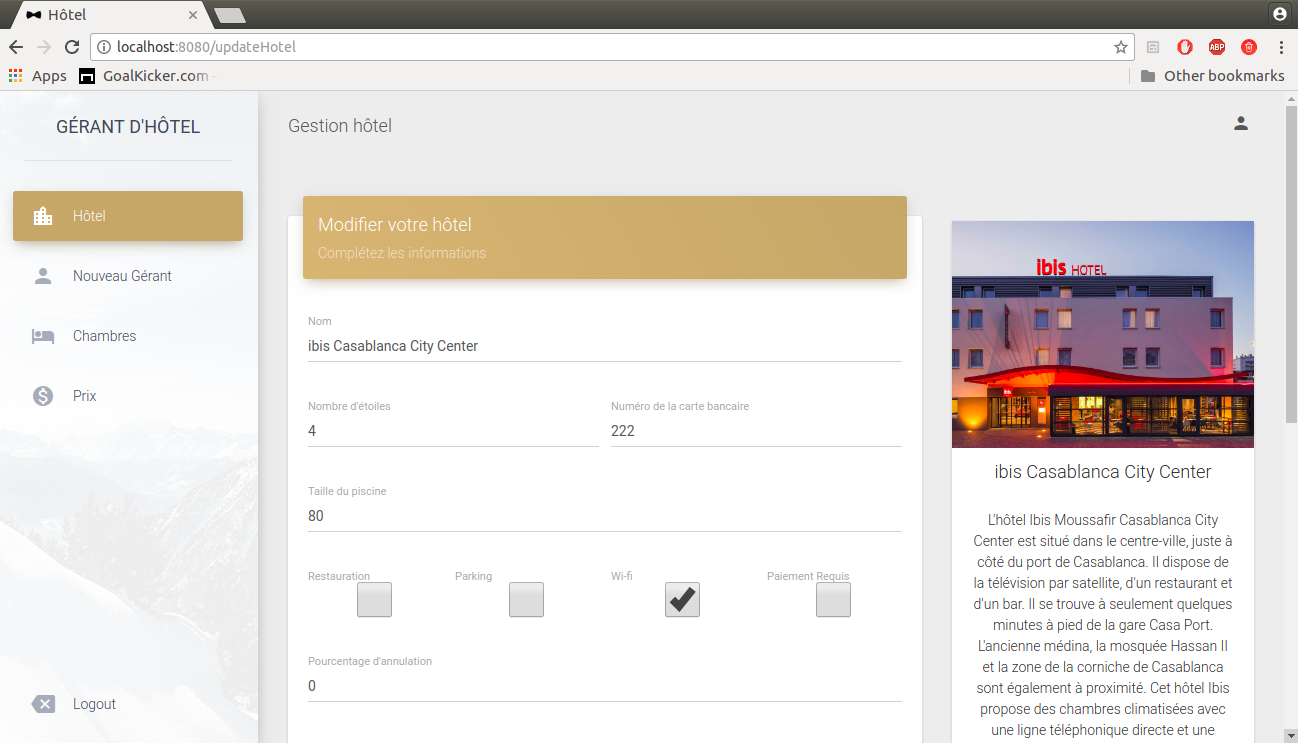 Hôtel
localhost:8080/updateHotel
ABP
Apps
GoalKicker.com
Other bookmarks
GÉRANT D'HÔTEL
Hôtel
Nouveau Gérant
Chambres
Prix
Logout
Gestion hôtel
Modifier votre hôtel
Complétez les informations
Nom
ibis Casablanca City Center
Nombre d'étoiles
Numéro de la carte bancaire
4
222
Taille du piscine
80
Restauration
Parking
Wi-fi
Paiement Requis
Pourcentage d'annulation
0
ibis HOTEL
ibis
ibis Casablanca City Center
L'hôtel Ibis Moussafir Casablanca City
Center est situé dans le centre-ville, juste à
côté du port de Casablanca. Il dispose de
la télévision par satellite, d'un restaurant et
d'un bar. Il se trouve à seulement quelques
minutes à pied de la gare Casa Port.
L'ancienne médina, la mosquée Hassan II
et la zone de la corniche de Casablanca
sont également à proximité. Cet hôtel Ibis
propose des chambres climatisées avec
une ligne téléphonique directe et une